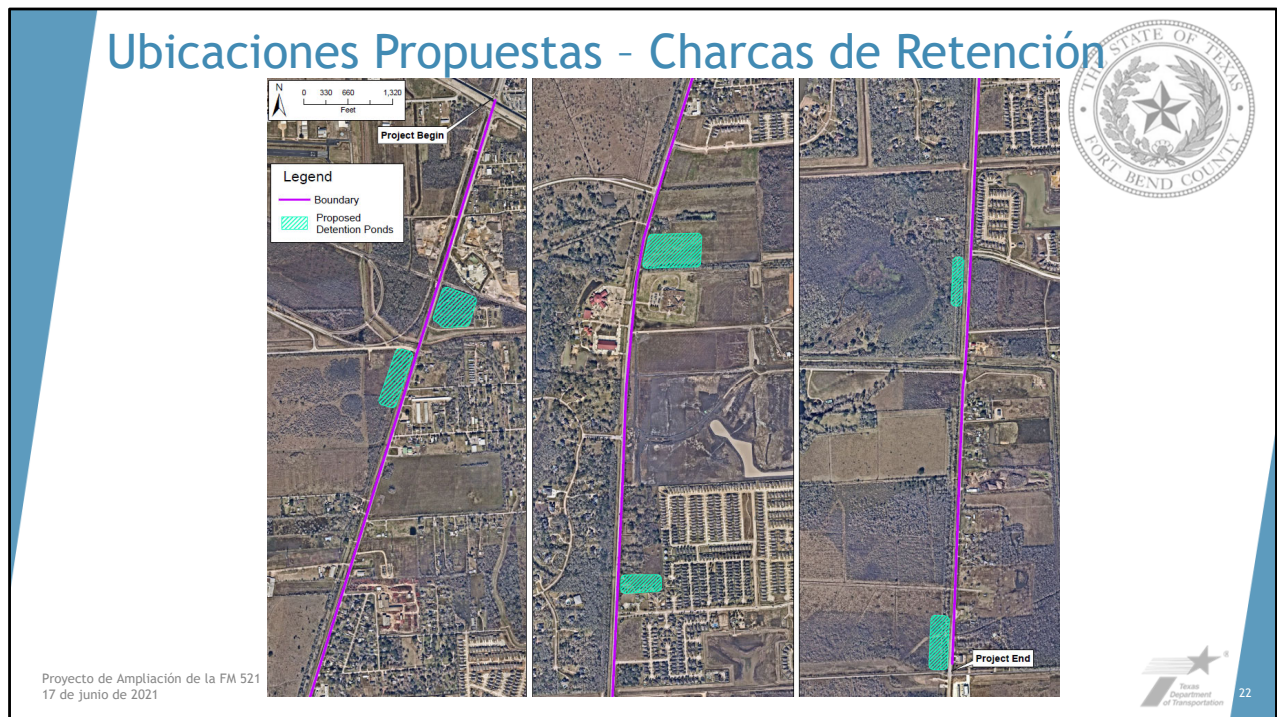 Ubicaciones Propuestas – Charcas de Retención
THE STATE OF TEXAS
FORT BEND COUNTY
N
0 330 660 1,320
Feet
Project Begin
Legend
Boundary
Proposed
Detention Ponds
Project End
Proyecto de Ampliación de la FM 521
17 de junio de 2021
Texas
Department
of Transportation
®
22